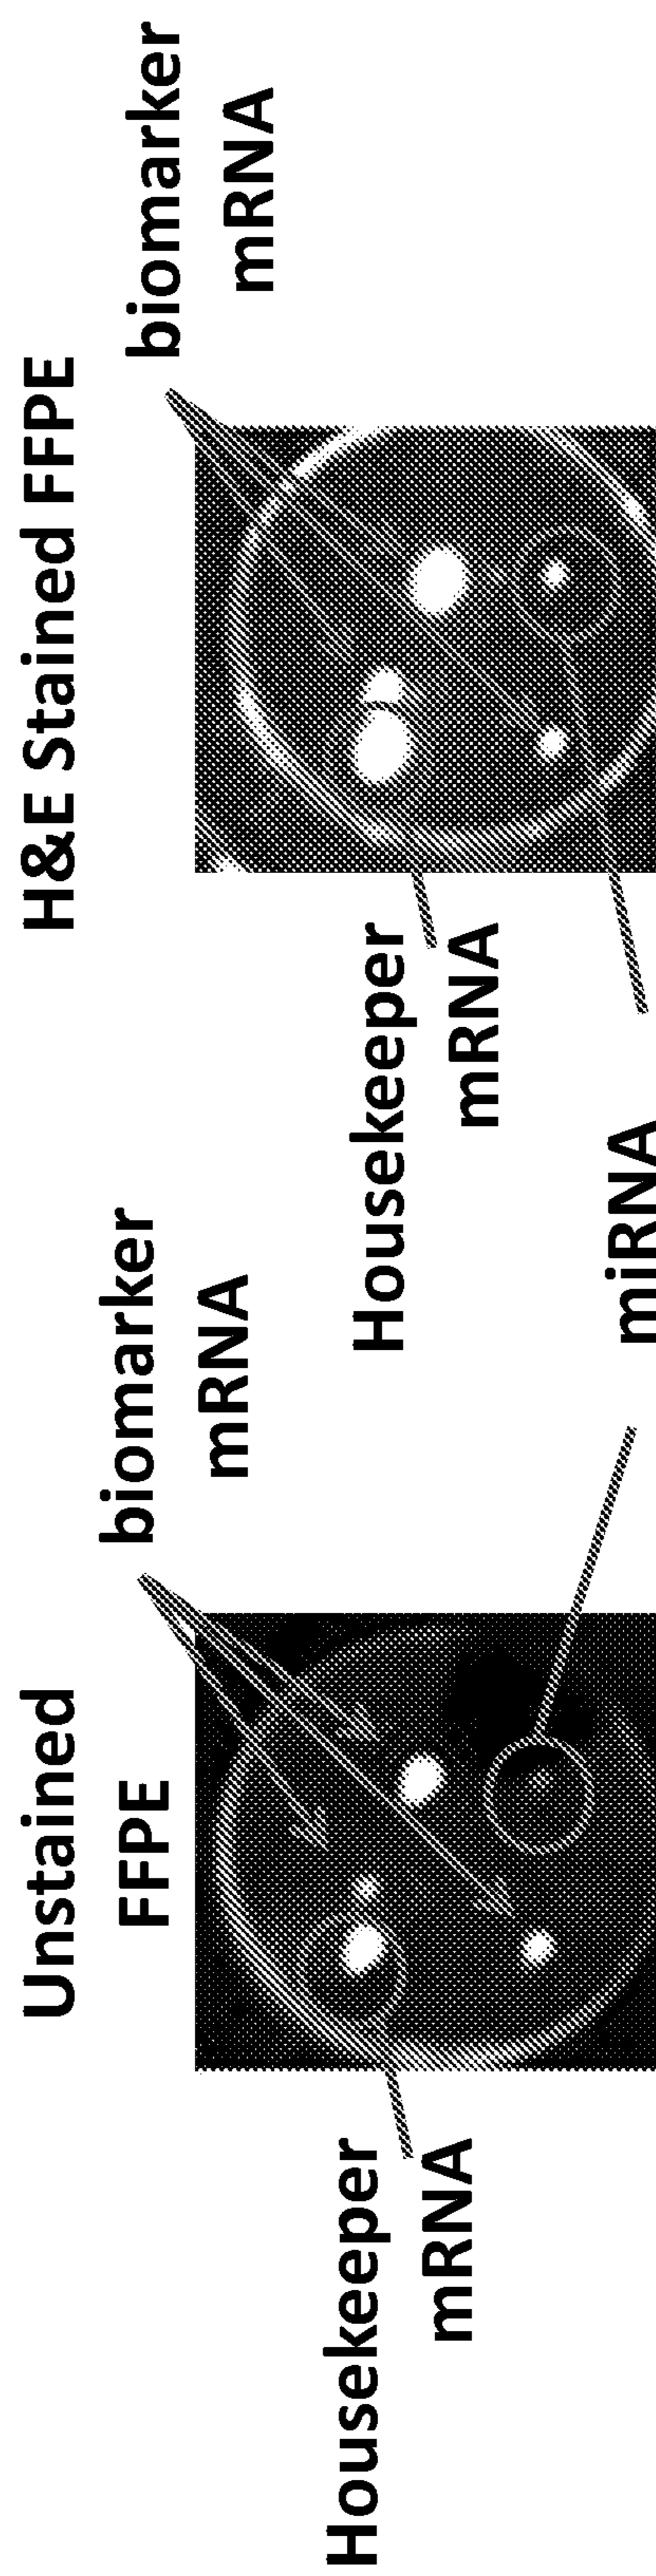 Unstained
FFPE
biomarker
mRNA
Housekeeper
mRNA
H&E Stained FFPE
biomarker
mRNA
Housekeeper
mRNA
miRNA